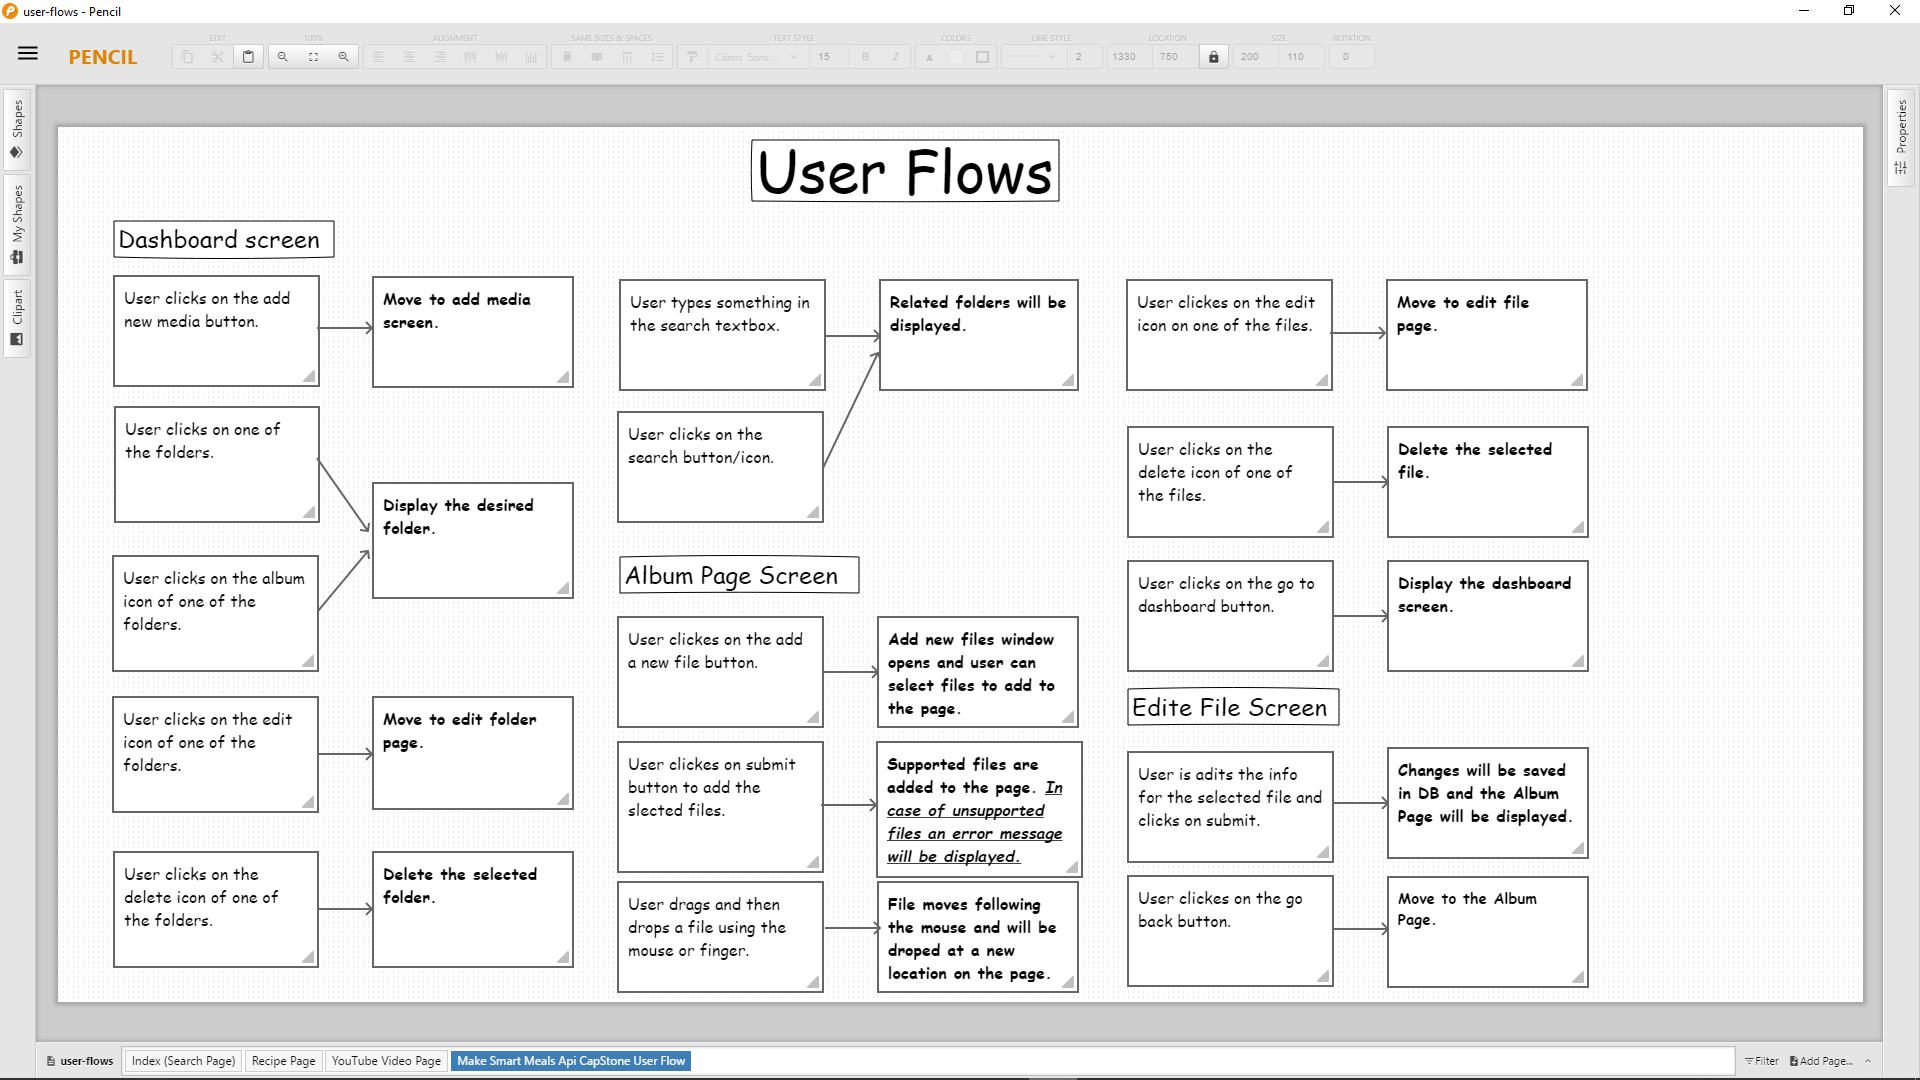 user-flows - Pencil
PENCIL
EDIT
100%
ALIGNMENT
SAME SIZES & SPACES
TEXT STYLE
COLORS
LINE STYLE
LOCATION
SIZE
ROTATION
Comic Sans ...
15
B
I
A
2
1330
750
200
110
0
Shapes
My Shapes
Clipart
Properties
User Flows
Dashboard screen
User clicks on the add
new media button.
Move to add media
screen.
User clicks on one of
the folders.
Display the desired
folder.
User clicks on the album
icon of one of the
folders.
User clicks on the edit
icon of one of the
folders.
Move to edit folder
page.
User clicks on the
delete icon of one of
the folders.
Delete the selected
folder.
User types something in
the search textbox.
Related folders will be
displayed.
User clicks on the
search button/icon.
Album Page Screen
User clickes on the add
a new file button.
Add new files window
opens and user can
select files to add to
the page.
User clickes on submit
button to add the
slected files.
Supported files are
added to the page. In
case of unsupported
files an error message
will be displayed.
User drags and then
drops a file using the
mouse or finger.
File moves following
the mouse and will be
droped at a new
location on the page.
User clickes on the edit
icon on one of the files.
Move to edit file
page.
User clicks on the
delete icon of one of
the files.
Delete the selected
file.
User clicks on the go to
dashboard button.
Display the dashboard
screen.
Edite File Screen
User is adits the info
for the selected file and
clicks on submit.
Changes will be saved
in DB and the Album
Page will be displayed.
User clickes on the go
back button.
Move to the Album
Page.
user-flows
Index (Search Page)
Recipe Page
YouTube Video Page
Make Smart Meals Api CapStone User Flow
Filter
Add Page...